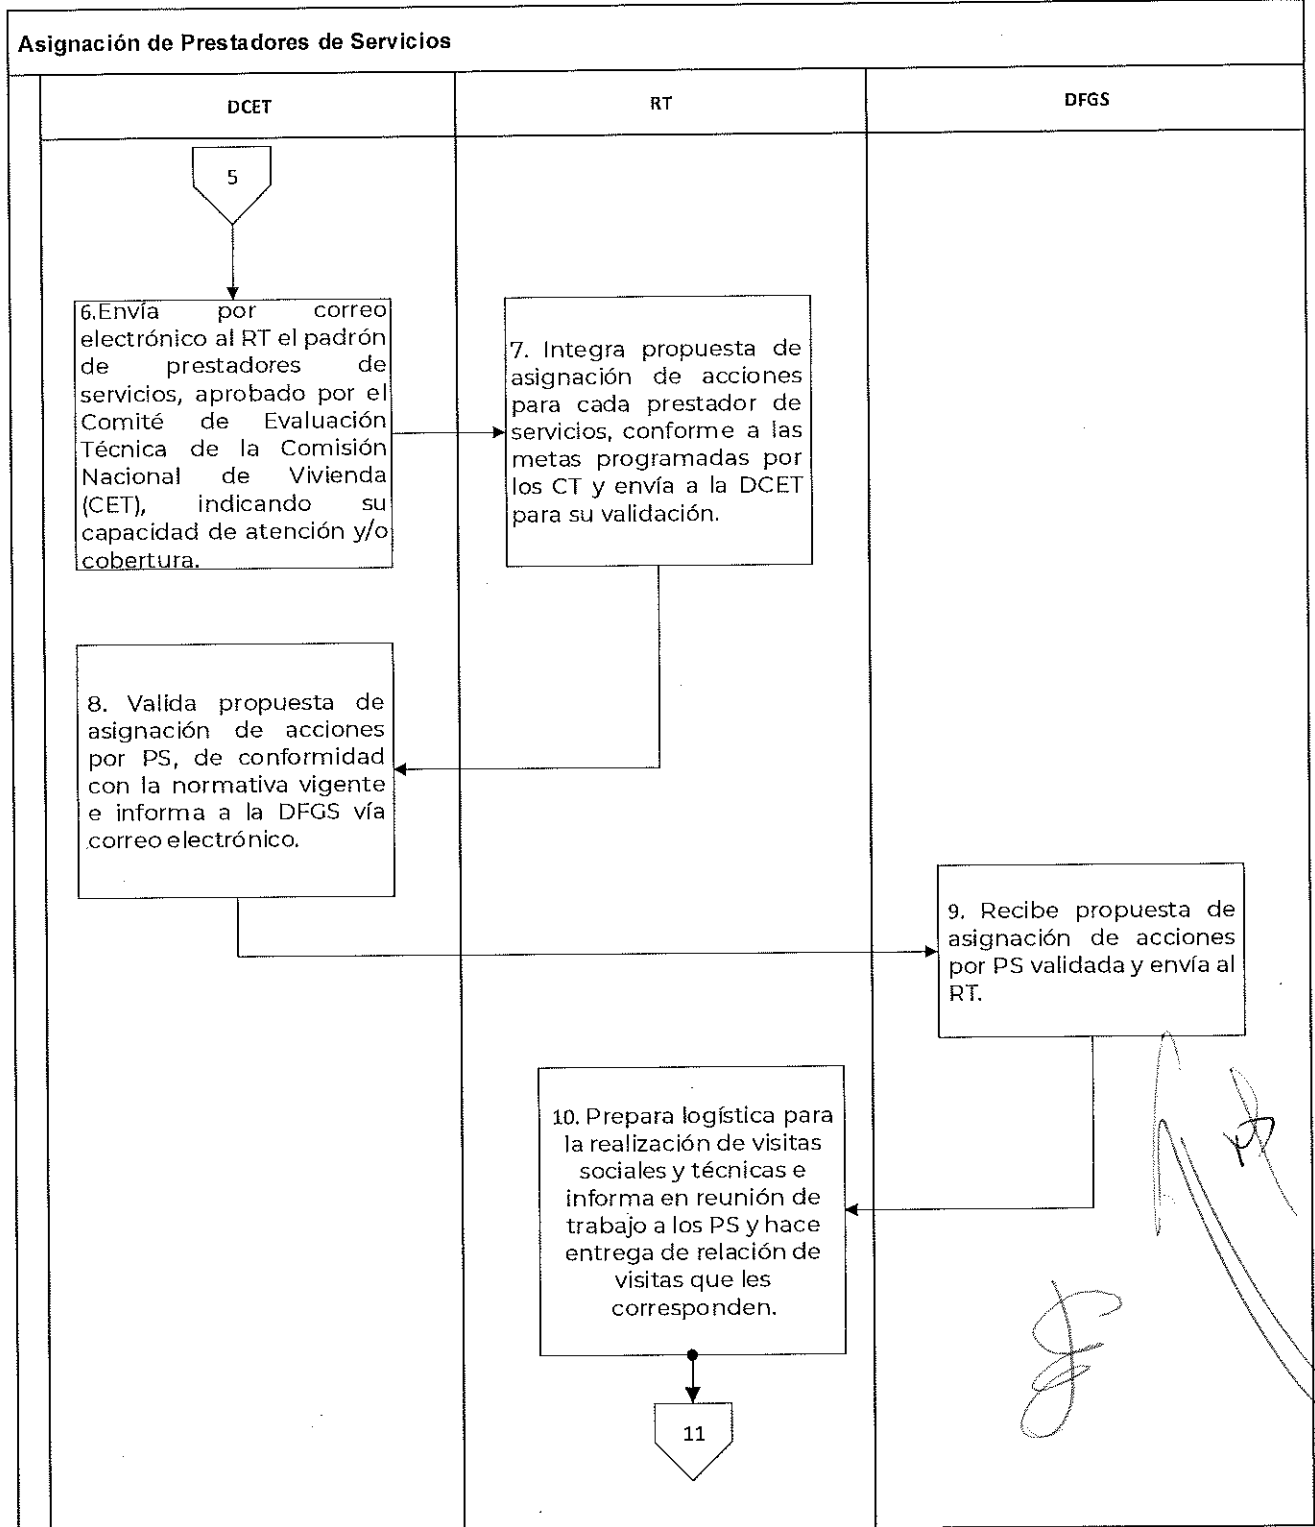 Asignación de Prestadores de Servicios
DCET
RT
DFGS
5
6.Envía por correo
electrónico al RT el padrón
de prestadores de
servicios, aprobado por el
Comité de Evaluación
Técnica de la Comisión
Nacional de Vivienda
(CET), indicando su
capacidad de atención y/o
cobertura.
7. Integra propuesta de
asignación de acciones
para cada prestador de
servicios, conforme a las
metas programadas por
los CT y envía a la DCET
para su validación.
8. Valida propuesta de
asignación de acciones
por PS, de conformidad
con la normativa vigente
e informa a la DFGS vía
correo electrónico.
9. Recibe propuesta de
asignación de acciones
por PS validada y envía al
RT.
10. Prepara logística para
la realización de visitas
sociales y técnicas e
informa en reunión de
trabajo a los PS y hace
entrega de relación de
visitas que les
corresponden.
11